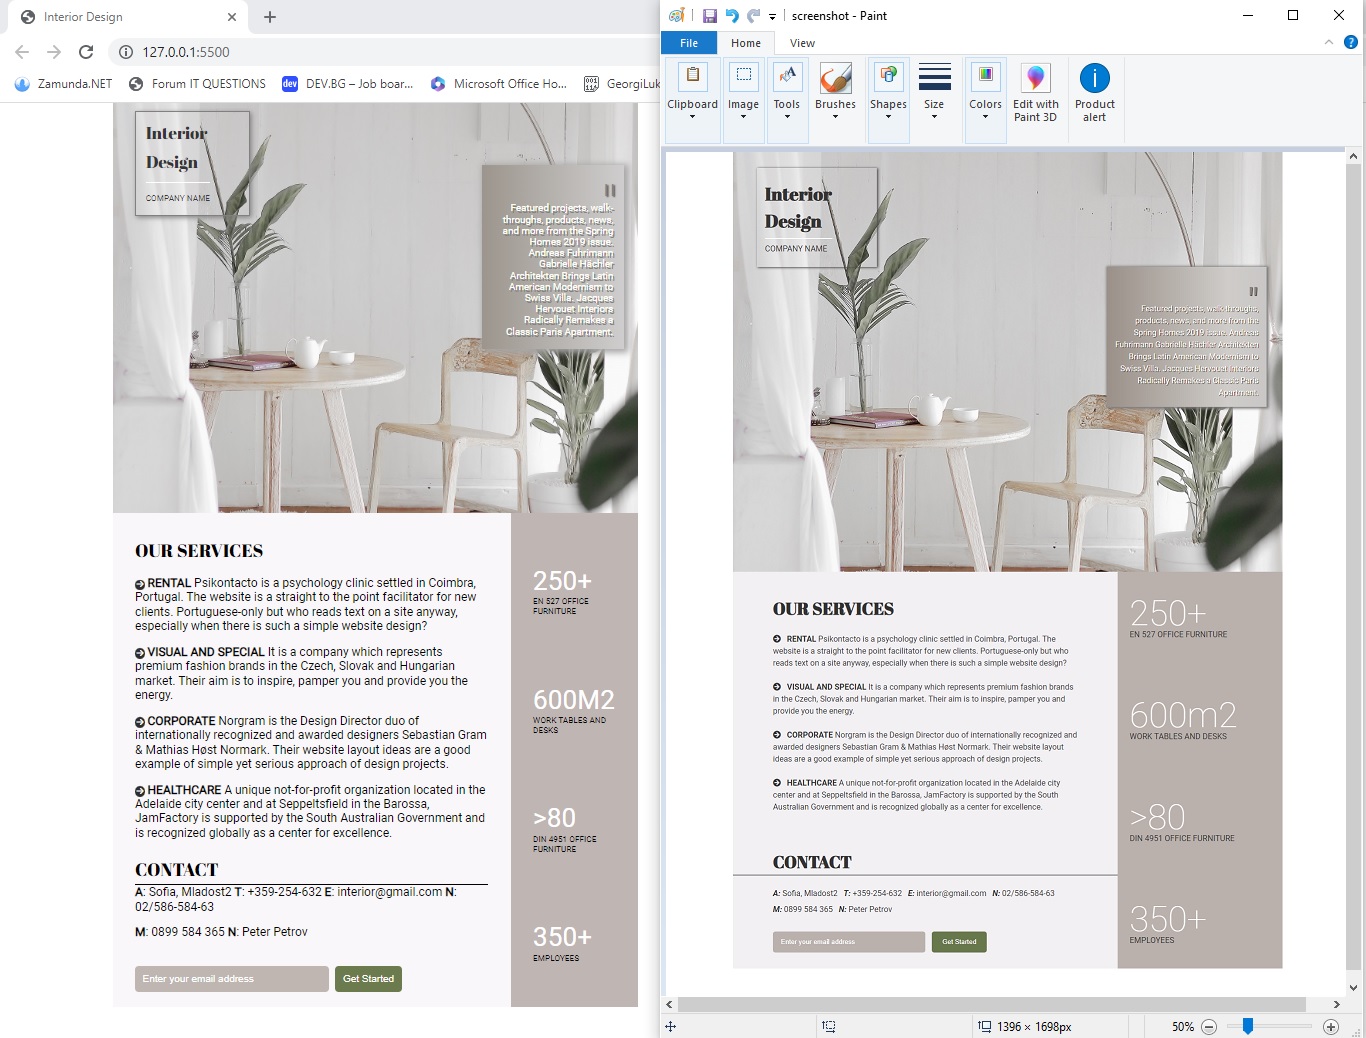 Interior Design
127.0.0.1:5500
Zamunda.NET
Forum IT QUESTIONS
dev
DEV.BG – Job boar...
Microsoft Office Ho...
GeorgiLuk
Interior
Design
COMPANY NAME
"
Featured projects, walk-
throughs, products, news,
and more from the Spring
Homes 2019 issue.
Andreas Fuhrimann
Gabrielle Hächler
Architekten Brings Latin
American Modernism to
Swiss Villa. Jacques
Hervouet Interiors
Radically Remakes a
Classic Paris Apartment.
OUR SERVICES
RENTAL Psikontacto is a psychology clinic settled in Coimbra,
Portugal. The website is a straight to the point facilitator for new
clients. Portuguese-only but who reads text on a site anyway,
especially when there is such a simple website design?
VISUAL AND SPECIAL It is a company which represents
premium fashion brands in the Czech, Slovak and Hungarian
market. Their aim is to inspire, pamper you and provide you the
energy.
CORPORATE Norgram is the Design Director duo of
internationally recognized and awarded designers Sebastian Gram
& Mathias Høst Normark. Their website layout ideas are a good
example of simple yet serious approach of design projects.
HEALTHCARE A unique not-for-profit organization located in the
Adelaide city center and at Seppeltsfield in the Barossa,
JamFactory is supported by the South Australian Government and
is recognized globally as a center for excellence.
CONTACT
A: Sofia, Mladost2 T: +359-254-632 E: interior@gmail.com N:
02/586-584-63
M: 0899 584 365 N: Peter Petrov
Enter your email address
Get Started
250+
EN 527 OFFICE
FURNITURE
600M2
WORK TABLES AND
DESKS
>80
DIN 4951 OFFICE
FURNITURE
350+
EMPLOYEES
screenshot - Paint
File
Home
View
Clipboard
Image
Tools
Brushes
Shapes
Size
Colors
Edit with
Paint 3D
Product
alert
Interior
Design
COMPANY NAME
"
Featured projects, walk-throughs,
products, news, and more from the
Spring Homes 2019 issue. Andreas
Fuhrimann Gabrielle Hächler Architekten
Brings Latin American Modernism to
Swiss Villa. Jacques Hervouet Interiors
Radically Remakes a Classic Paris
Apartment.
OUR SERVICES
RENTAL Psikontacto is a psychology clinic settled in Coimbra, Portugal. The
website is a straight to the point facilitator for new clients. Portuguese-only but who
reads text on a site anyway, especially when there is such a simple website design?
VISUAL AND SPECIAL It is a company which represents premium fashion brands
in the Czech, Slovak and Hungarian market. Their aim is to inspire, pamper you and
provide you the energy.
CORPORATE Norgram is the Design Director duo of internationally recognized and
awarded designers Sebastian Gram & Mathias Høst Normark. Their website layout
ideas are a good example of simple yet serious approach of design projects.
HEALTHCARE A unique not-for-profit organization located in the Adelaide city
center and at Seppeltsfield in the Barossa, JamFactory is supported by the South
Australian Government and is recognized globally as a center for excellence.
CONTACT
A: Sofia, Mladost2 T: +359-254-632 E: interior@gmail.com N: 02/586-584-63
M: 0899 584 365 N: Peter Petrov
Enter your email address
Get Started
250+
EN 527 OFFICE FURNITURE
600m2
WORK TABLES AND DESKS
>80
DIN 4951 OFFICE FURNITURE
350+
EMPLOYEES
1396 × 1698px
50%